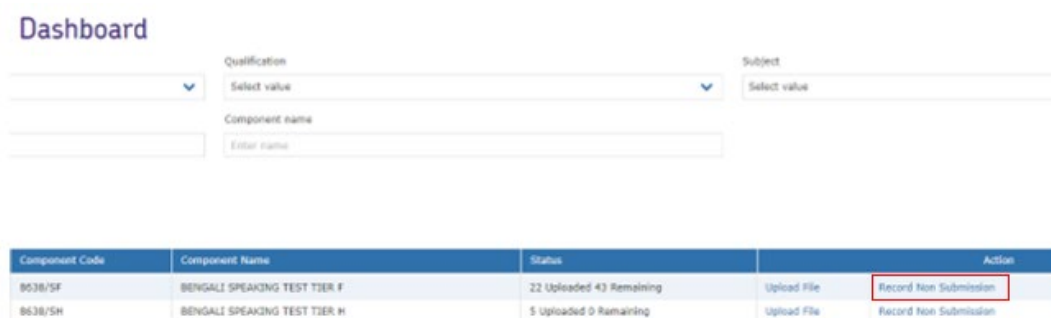 Dashboard
Qualification Subject
Select value Select value
Component name
Enter name
Component Code Component Name Status Action
8638/SF BENGALI SPEAKING TEST TIER F 22 Uploaded 43 Remaining Upload File Record Non Submission
8638/SH BENGALI SPEAKING TEST TIER H 5 Uploaded 0 Remaining Upload File Record Non Submission